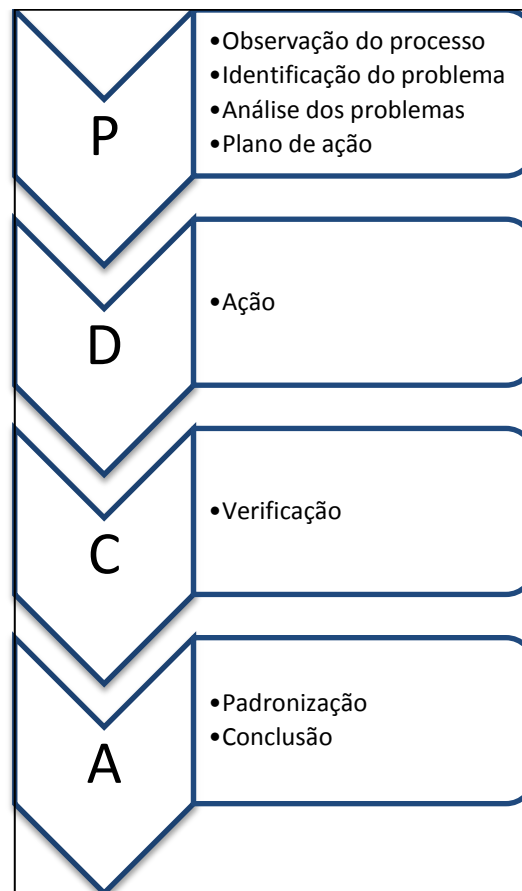 P
•Observação do processo
•Identificação do problema
•Análise dos problemas
•Plano de ação
D
•Ação
C
•Verificação
A
•Padronização
•Conclusão